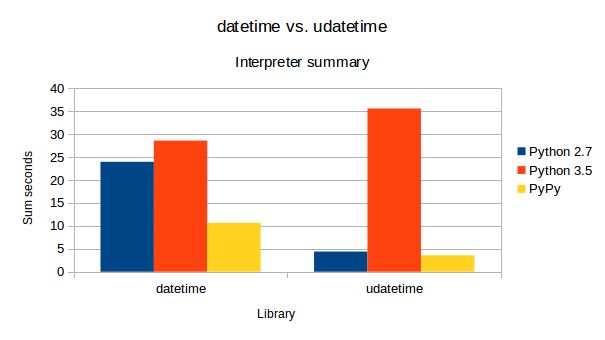 datetime vs. udatetime
Interpreter summary
40
35
30
25
20
15
10
5
0
Sum seconds
datetime
udatetime
Library
Python 2.7
Python 3.5
PyPy